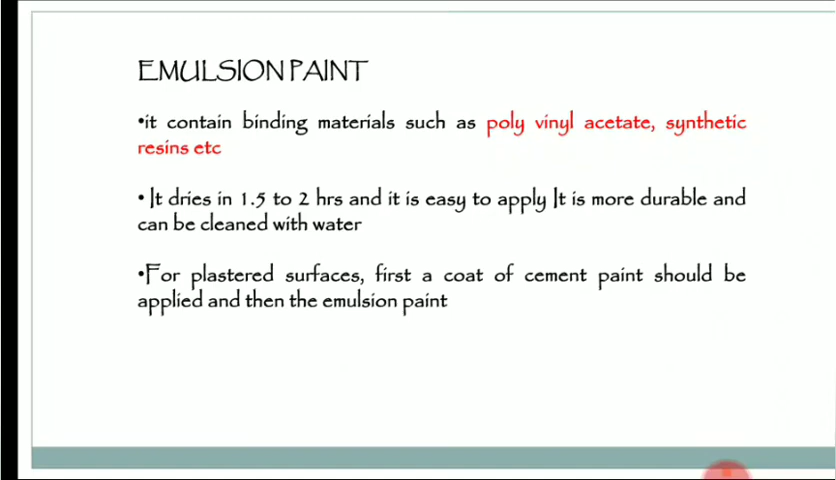 EMULSION PAINT
•it contain binding materials such as poly vinyl acetate, synthetic
resins etc
• It dries in 1.5 to 2 hrs and it is easy to apply It is more durable and
can be cleaned with water
•For plastered surfaces, first a coat of cement paint should be
applied and then the emulsion paint